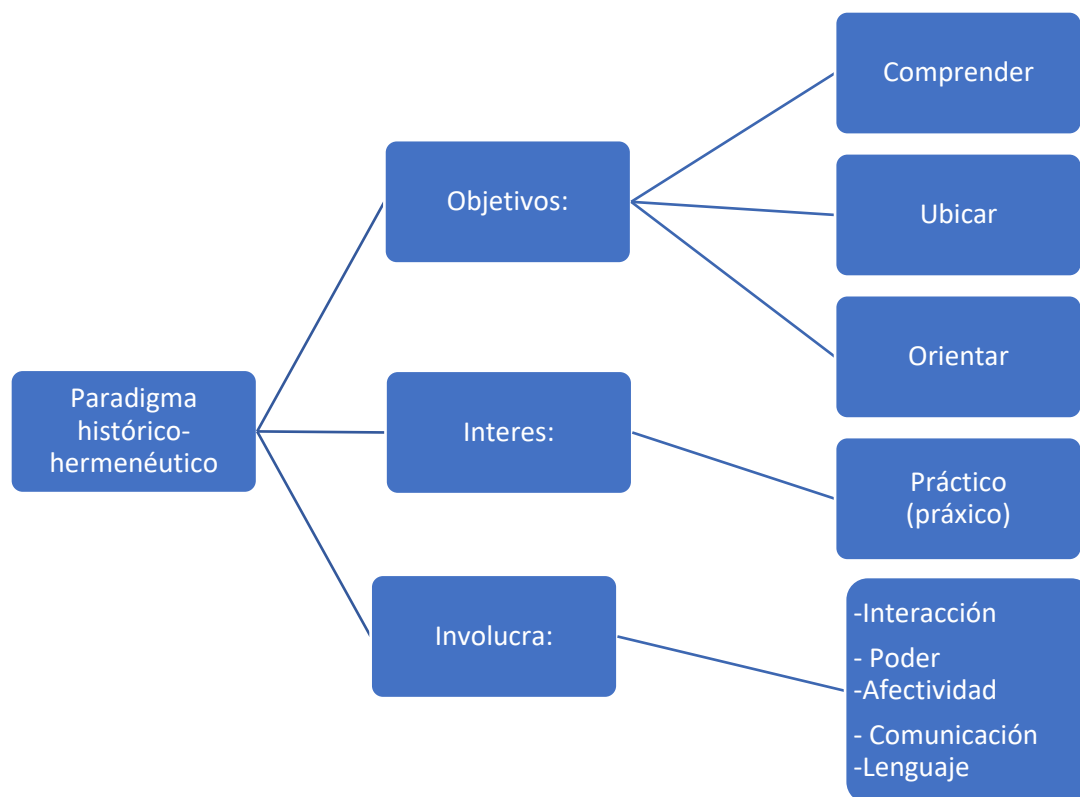 Paradigma
histórico-
hermenéutico
Objetivos:
Comprender
Ubicar
Orientar
Interes:
Práctico
(práxico)
Involucra:
-Interacción
- Poder
-Afectividad
- Comunicación
-Lenguaje